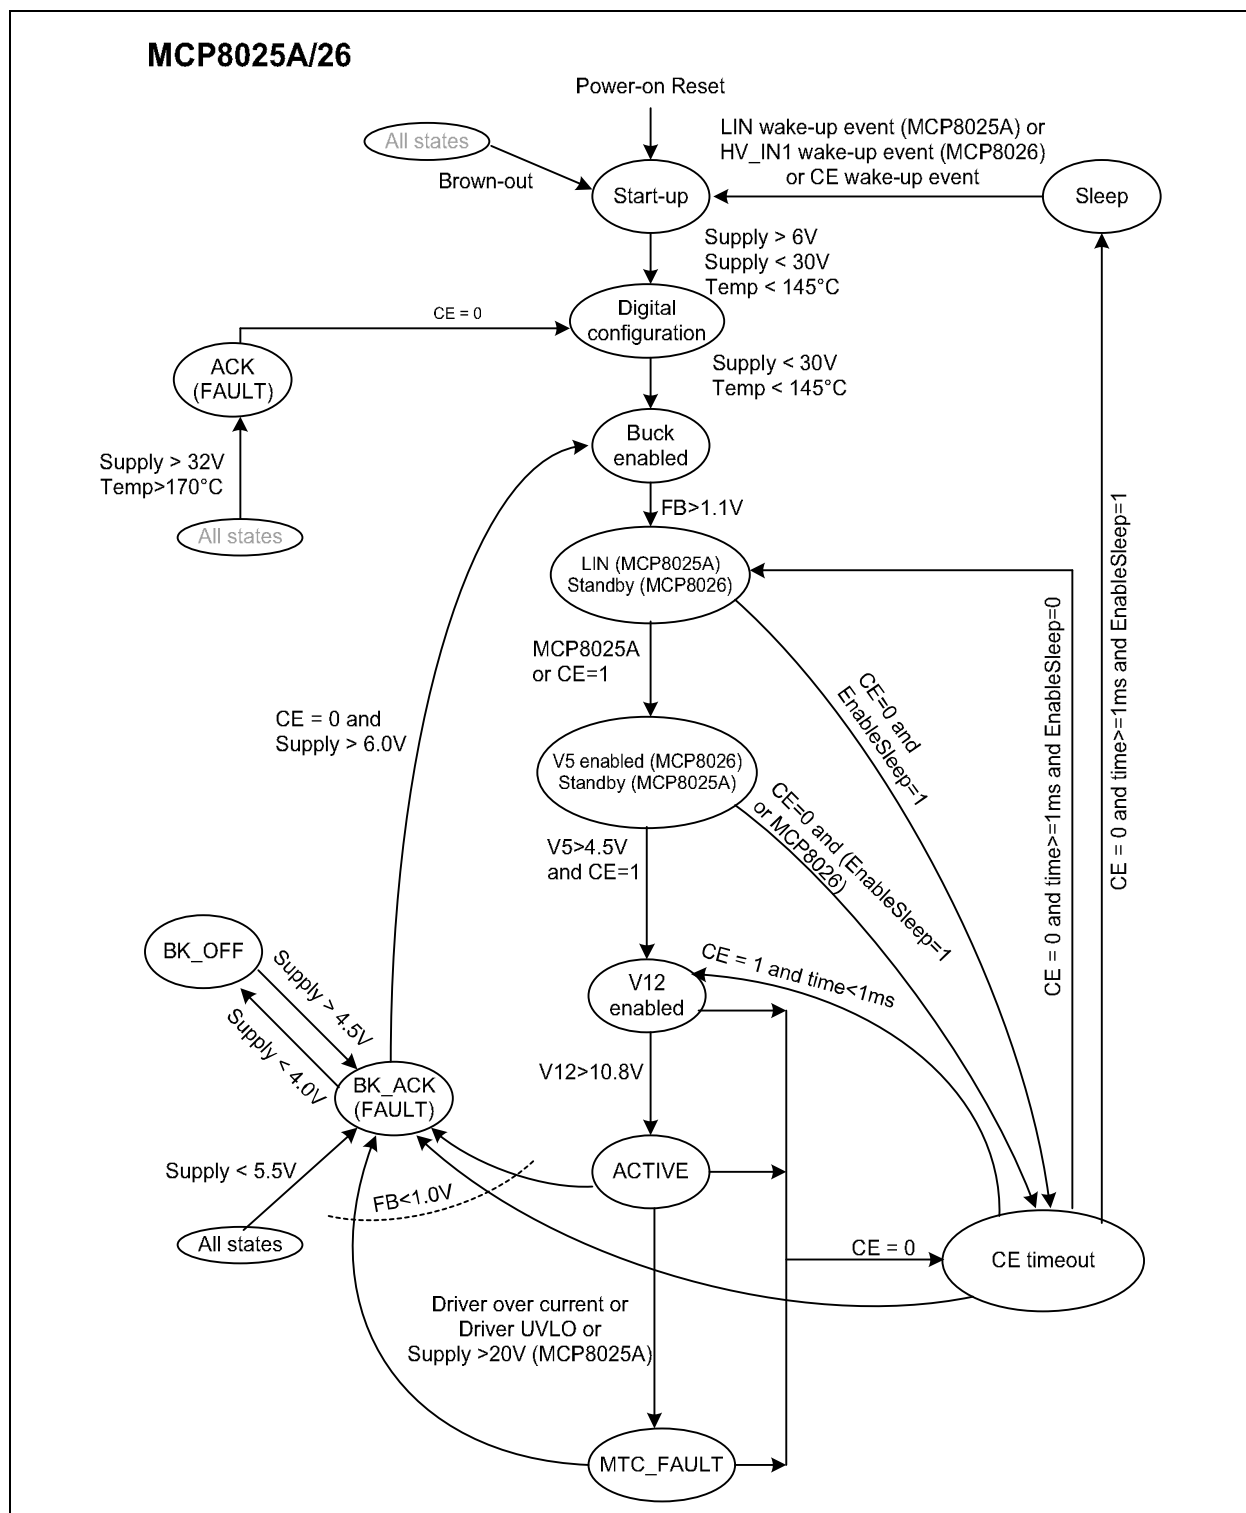 MCP8025A/26
Power-on Reset
All states
Brown-out
LIN wake-up event (MCP8025A) or
HV_IN1 wake-up event (MCP8026)
or CE wake-up event
Start-up
Sleep
Supply > 6V
Supply < 30V
Temp < 145°C
CE = 0
Digital
configuration
ACK
(FAULT)
Supply < 30V
Temp < 145°C
Buck
enabled
Supply > 32V
Temp>170°C
All states
FB>1.1V
LIN (MCP8025A)
Standby (MCP8026)
CE = 0 and time>=1ms and EnableSleep=0
CE = 0 and time>=1ms and EnableSleep=1
MCP8025A
or CE=1
CE=0 and
EnableSleep=1
CE = 0 and
Supply > 6.0V
V5 enabled (MCP8026)
Standby (MCP8025A)
CE=0 and (EnableSleep=1
or MCP8026)
V5>4.5V
and CE=1
BK_OFF
Supply > 4.5V
Supply < 4.0V
CE = 1 and time<1ms
V12
enabled
V12>10.8V
BK_ACK
(FAULT)
Supply < 5.5V
FB<1.0V
ACTIVE
All states
CE = 0
CE timeout
Driver over current or
Driver UVLO or
Supply >20V (MCP8025A)
MTC_FAULT